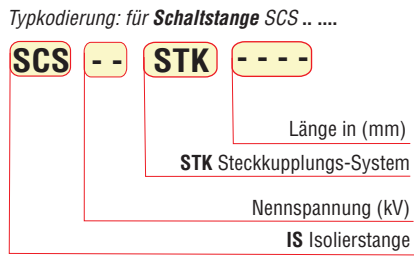 Typkodierung: für Schaltstange SCS .. ....
SCS - - STK - - - -
Länge in (mm)
STK Steckkupplungs-System
Nennspannung (kV)
IS Isolierstange